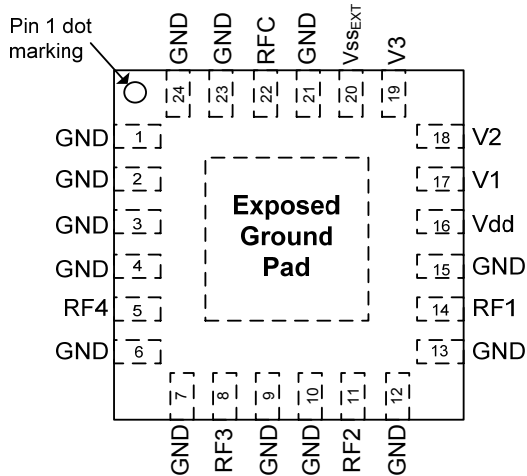 Pin 1 dot
marking
GND
GND
RFC
GND
VssEXT
V3
24
23
22
21
20
19
GND 1
GND 2
GND 3
GND 4
RF4 5
GND 6
18 V2
17 V1
16 Vdd
15 GND
14 RF1
13 GND
Exposed
Ground
Pad
7
8
9
10
11
12
GND
RF3
GND
GND
RF2
GND